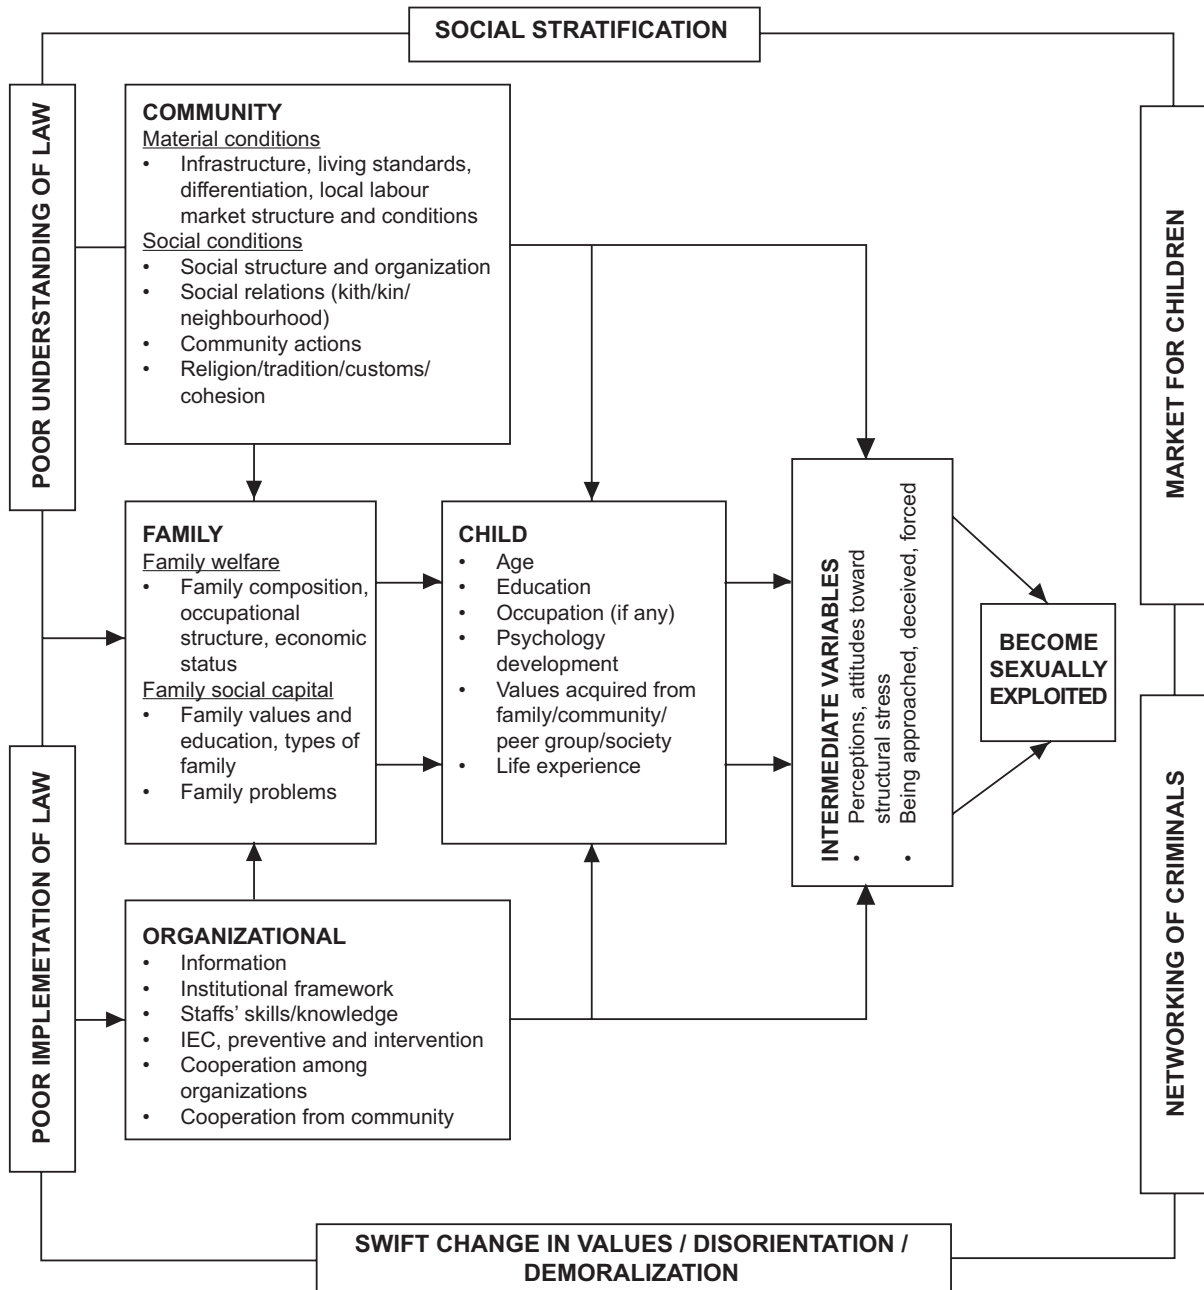 SOCIAL STRATIFICATION
POOR UNDERSTANDING OF LAW
COMMUNITY
Material conditions
• Infrastructure, living standards,
differentiation, local labour
market structure and conditions
Social conditions
• Social structure and organization
• Social relations (kith/kin/
neighbourhood)
• Community actions
• Religion/tradition/customs/
cohesion
MARKET FOR CHILDREN
FAMILY
Family welfare
• Family composition,
occupational
structure, economic
status
Family social capital
• Family values and
education, types of
family
• Family problems
CHILD
• Age
• Education
• Occupation (if any)
• Psychology
development
• Values acquired from
family/community/
peer group/society
• Life experience
INTERMEDIATE VARIABLES
• Perceptions, attitudes toward
structural stress
• Being approached, deceived, forced
BECOME
SEXUALLY
EXPLOITED
POOR IMPLEMETATION OF LAW
ORGANIZATIONAL
• Information
• Institutional framework
• Staffs' skills/knowledge
• IEC, preventive and intervention
• Cooperation among
organizations
• Cooperation from community
NETWORKING OF CRIMINALS
SWIFT CHANGE IN VALUES / DISORIENTATION /
DEMORALIZATION